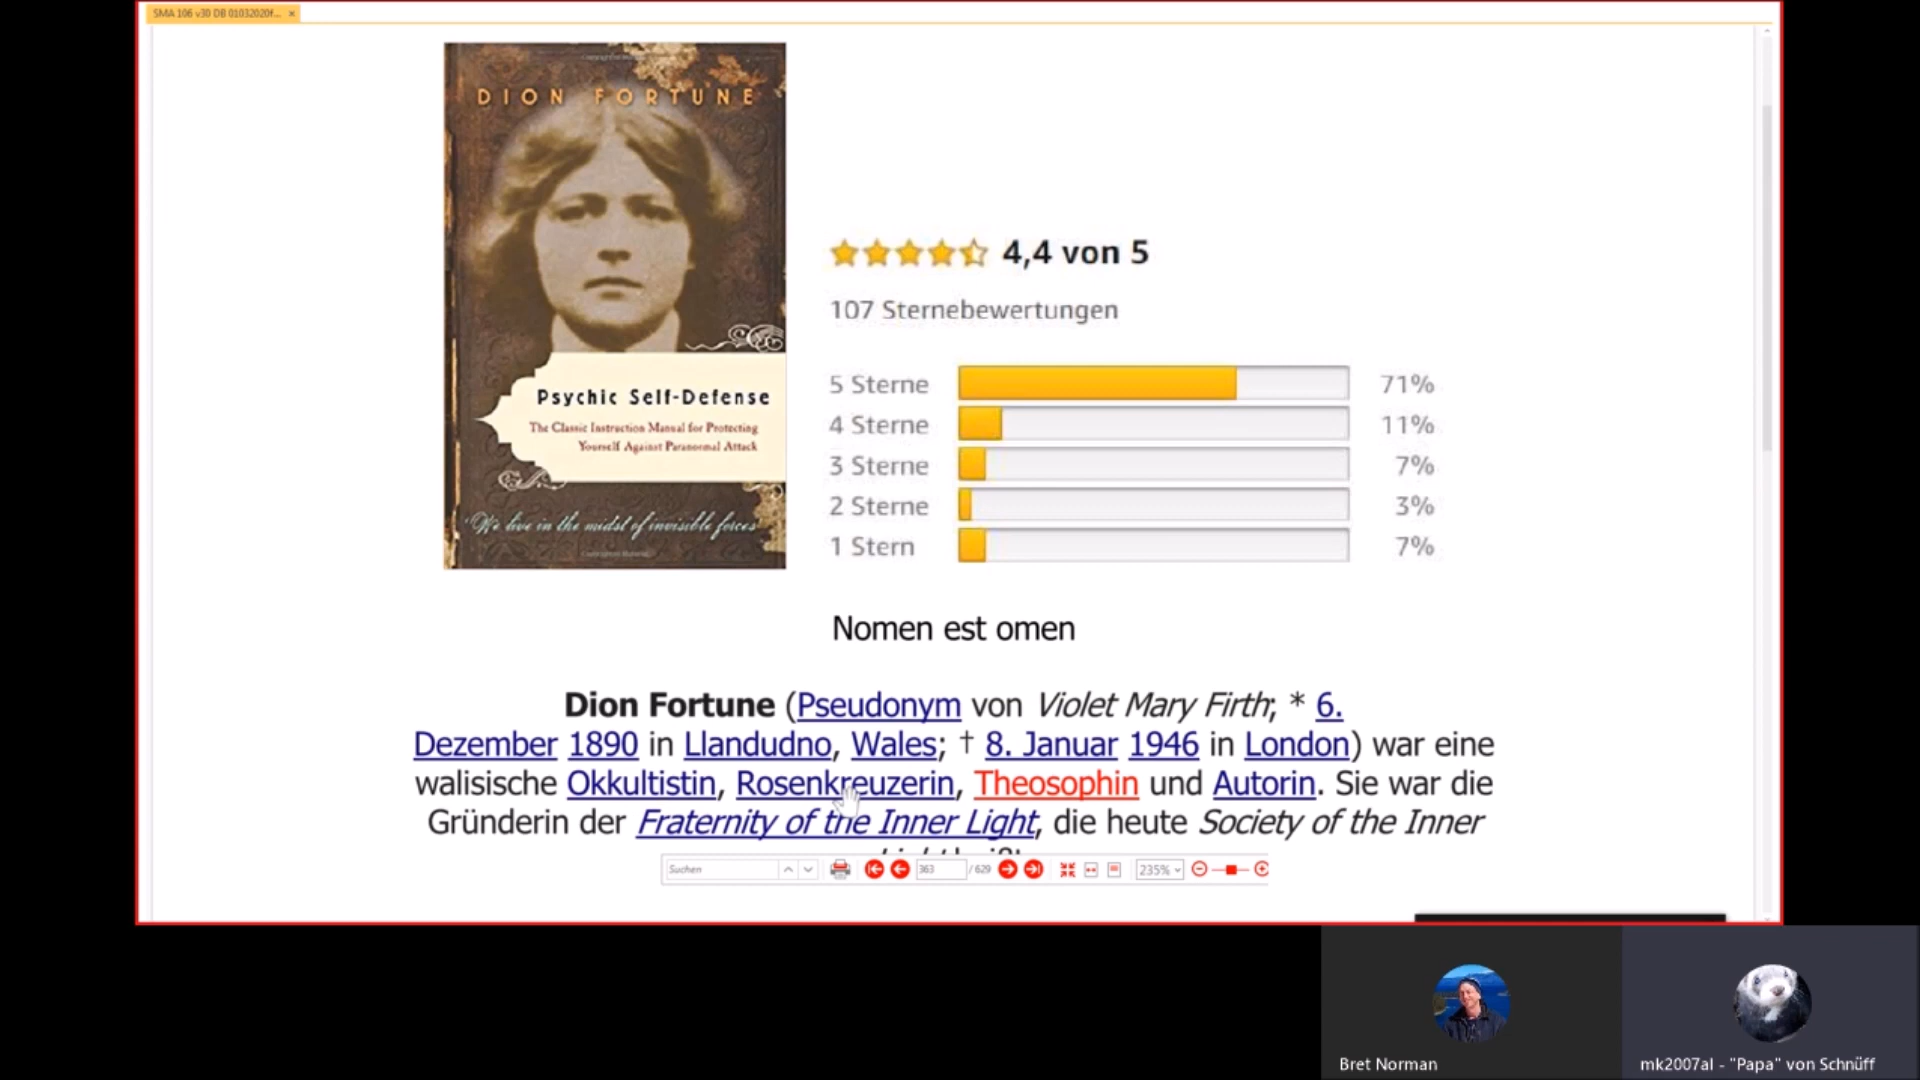 SMA 106 v30 DB 01032020f...
DION FORTUNE
Psychic Self-Defense
The Classic Instruction Manual for Protecting
Yourself Against Paranormal Attack
"We live in the midst of invisible forces"
4,4 von 5
107 Sternebewertungen
5 Sterne 71%
4 Sterne 11%
3 Sterne 7%
2 Sterne 3%
1 Stern 7%
Nomen est omen
Dion Fortune (Pseudonym von Violet Mary Firth; * 6.
Dezember 1890 in Llandudno, Wales; † 8. Januar 1946 in London) war eine
walisische Okkultistin, Rosenkreuzerin, Theosophin und Autorin. Sie war die
Gründerin der Fraternity of the Inner Light, die heute Society of the Inner
Suchen 363 / 629 235%
Bret Norman
mk2007al - "Papa" von Schnüff